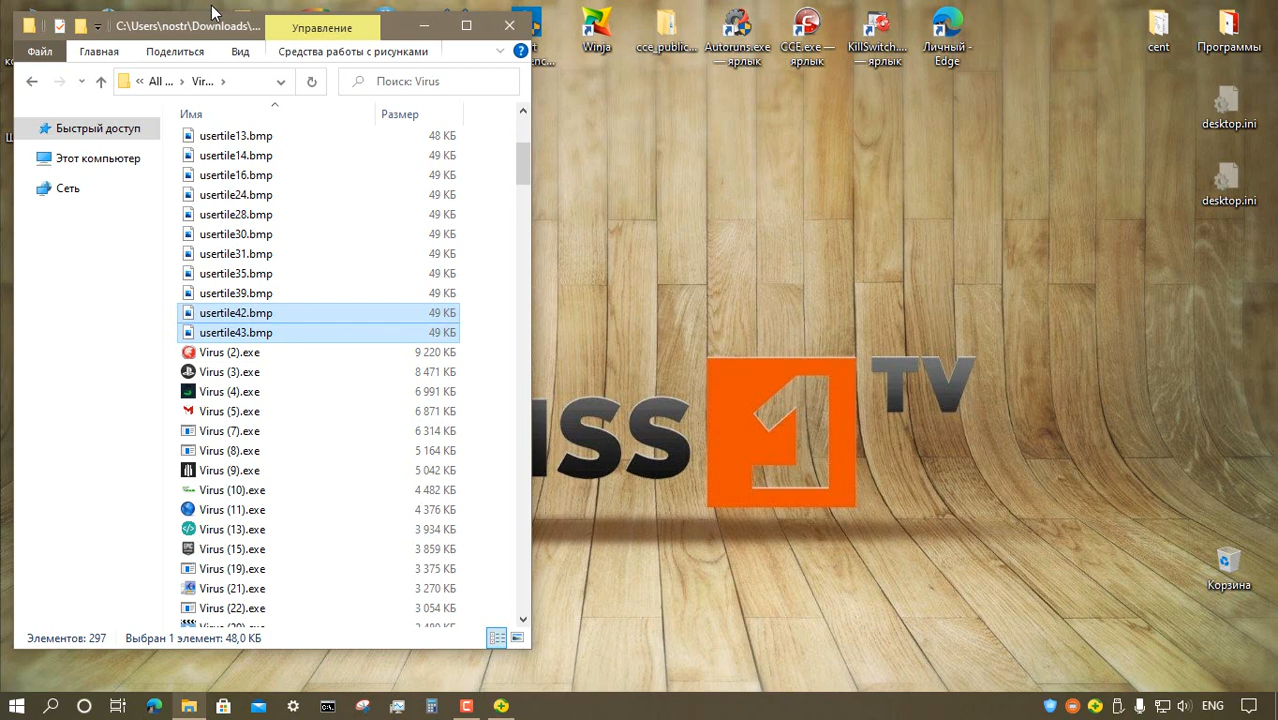 C:\Users\nostr\Downloads\...
Управление
Файл
Главная
Поделиться
Вид
Средства работы с рисунками
All ...
Vir...
Поиск: Virus
Имя
Размер
Быстрый доступ
Этот компьютер
Сеть
usertile13.bmp 48 КБ
usertile14.bmp 49 КБ
usertile16.bmp 49 КБ
usertile24.bmp 49 КБ
usertile28.bmp 49 КБ
usertile30.bmp 49 КБ
usertile31.bmp 49 КБ
usertile35.bmp 49 КБ
usertile39.bmp 49 КБ
usertile42.bmp 49 КБ
usertile43.bmp 49 КБ
Virus (2).exe 9 220 КБ
Virus (3).exe 8 471 КБ
Virus (4).exe 6 991 КБ
Virus (5).exe 6 871 КБ
Virus (7).exe 6 314 КБ
Virus (8).exe 5 164 КБ
Virus (9).exe 5 042 КБ
Virus (10).exe 4 482 КБ
Virus (11).exe 4 376 КБ
Virus (13).exe 3 934 КБ
Virus (15).exe 3 859 КБ
Virus (19).exe 3 375 КБ
Virus (21).exe 3 270 КБ
Virus (22).exe 3 054 КБ
Элементов: 297
Выбран 1 элемент: 48,0 КБ
Winja
cce_public...
Autoruns.exe
— ярлык
CCE.exe —
ярлык
KillSwitch....
— ярлык
Личный -
Edge
cent
Программы
desktop.ini
desktop.ini
Корзина
SS
1
TV
ENG